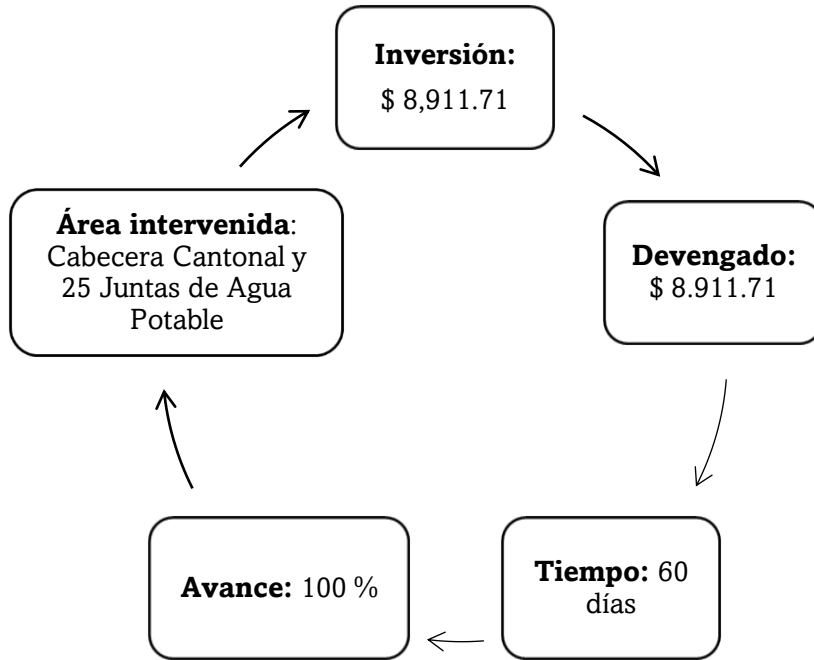 Inversión:
$ 8,911.71
Devengado:
$ 8.911.71
Tiempo: 60
días
Avance: 100 %
Área intervenida:
Cabecera Cantonal y
25 Juntas de Agua
Potable